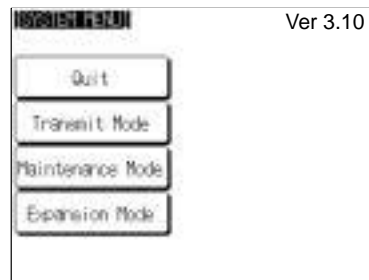 [SYSTEM MENU]
Ver 3.10
Quit
Transmit Mode
Maintenance Mode
Expansion Mode